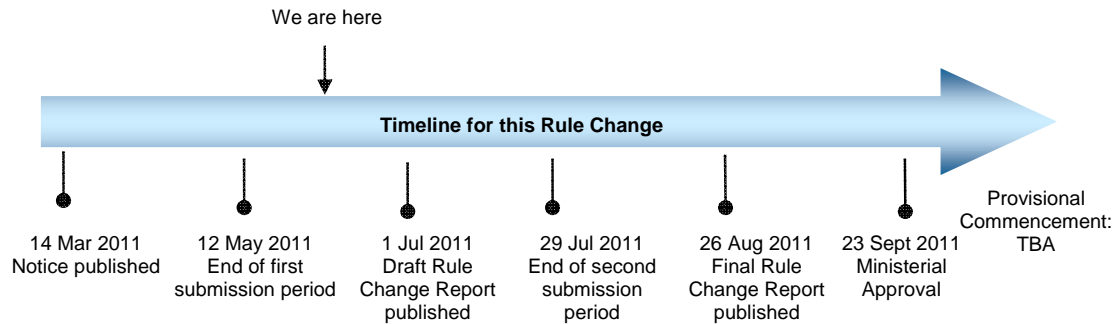 We are here
Timeline for this Rule Change
14 Mar 2011
Notice published
12 May 2011
End of first
submission period
1 Jul 2011
Draft Rule
Change Report
published
29 Jul 2011
End of second
submission
period
26 Aug 2011
Final Rule
Change Report
published
23 Sept 2011
Ministerial
Approval
Provisional
Commencement:
TBA